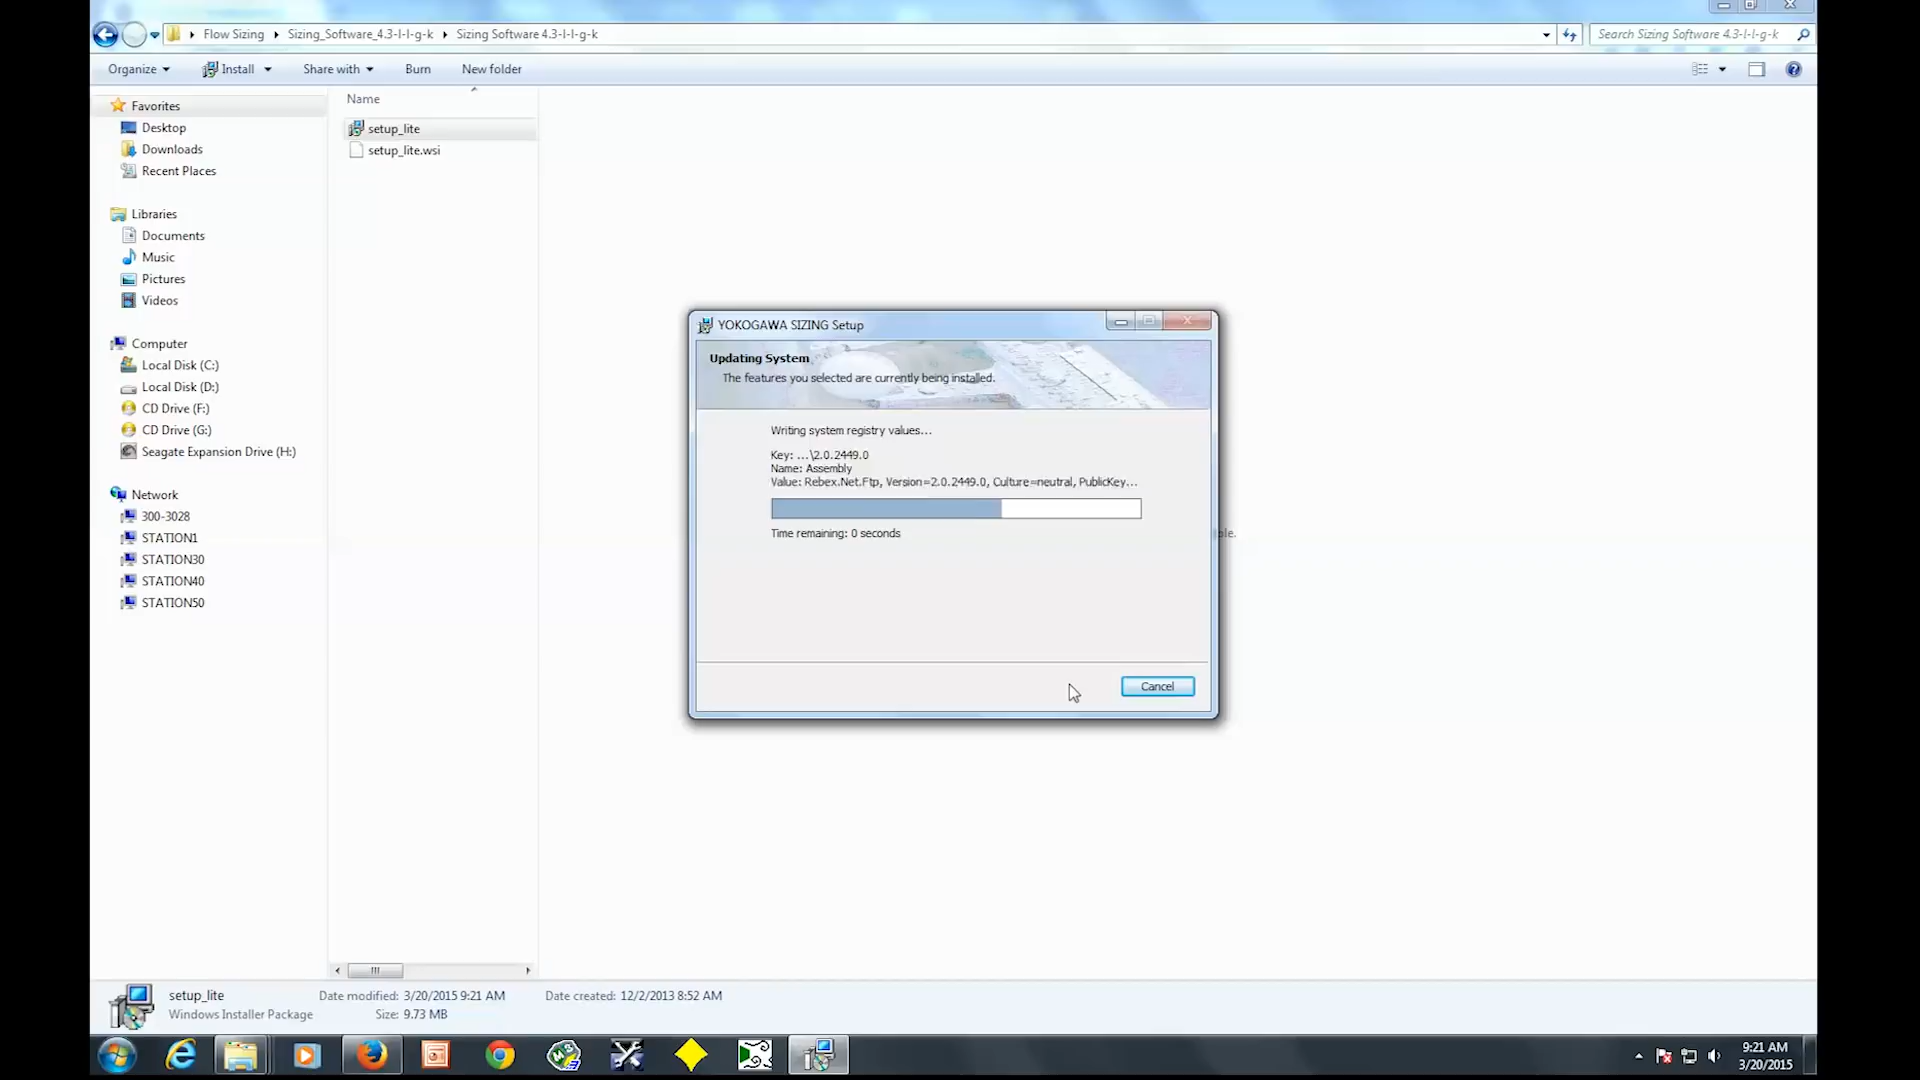 Flow Sizing
Sizing_Software_4.3-l-l-g-k
Sizing Software 4.3-l-l-g-k
Search Sizing Software 4.3-l-l-g-k
Organize
Install
Share with
Burn
New folder
Favorites
Desktop
Downloads
Recent Places
Libraries
Documents
Music
Pictures
Videos
Computer
Local Disk (C:)
Local Disk (D:)
CD Drive (F:)
CD Drive (G:)
Seagate Expansion Drive (H:)
Network
300-3028
STATION1
STATION30
STATION40
STATION50
Name
setup_lite
setup_lite.wsi
YOKOGAWA SIZING Setup
Updating System
The features you selected are currently being installed.
Writing system registry values...
Key: ...\2.0.2449.0
Name: Assembly
Value: Rebex.Net.Ftp, Version=2.0.2449.0, Culture=neutral, PublicKey...
Time remaining: 0 seconds
Cancel
setup_lite
Date modified: 3/20/2015 9:21 AM
Date created: 12/2/2013 8:52 AM
Windows Installer Package
Size: 9.73 MB
9:21 AM
3/20/2015